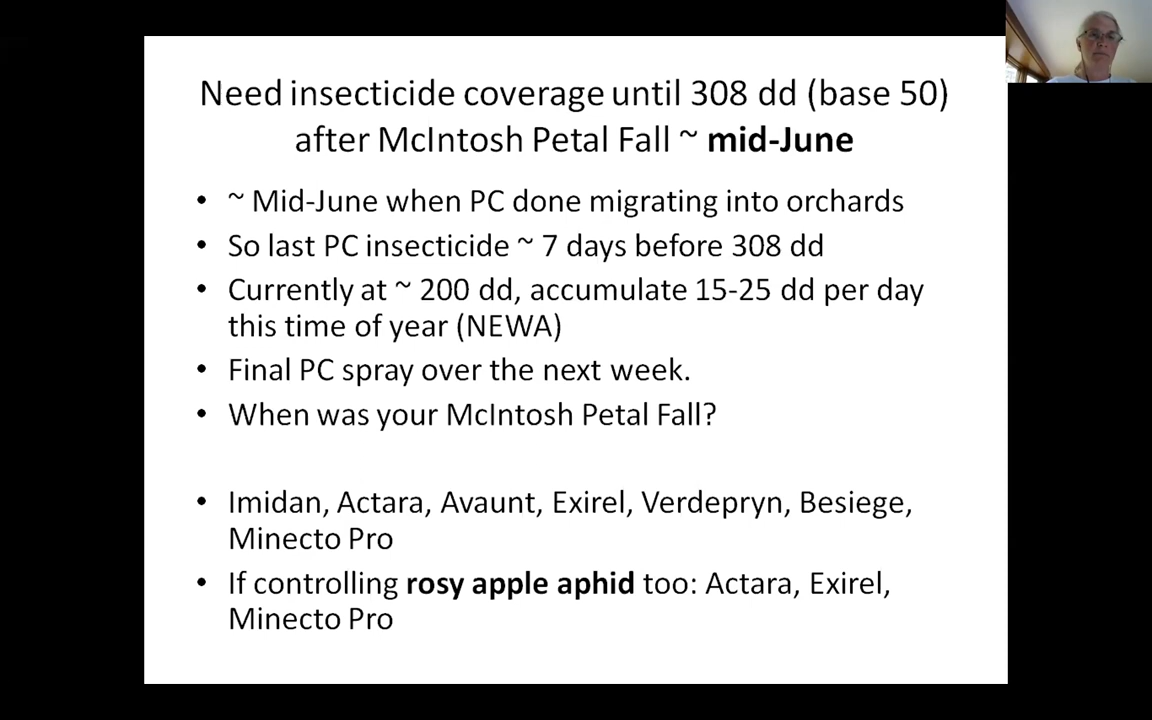 Need insecticide coverage until 308 dd (base 50)
after McIntosh Petal Fall ~ mid-June
• ~ Mid-June when PC done migrating into orchards
• So last PC insecticide ~ 7 days before 308 dd
• Currently at ~ 200 dd, accumulate 15-25 dd per day
this time of year (NEWA)
• Final PC spray over the next week.
• When was your McIntosh Petal Fall?
• Imidan, Actara, Avaunt, Exirel, Verdepryn, Besiege,
Minecto Pro
• If controlling rosy apple aphid too: Actara, Exirel,
Minecto Pro